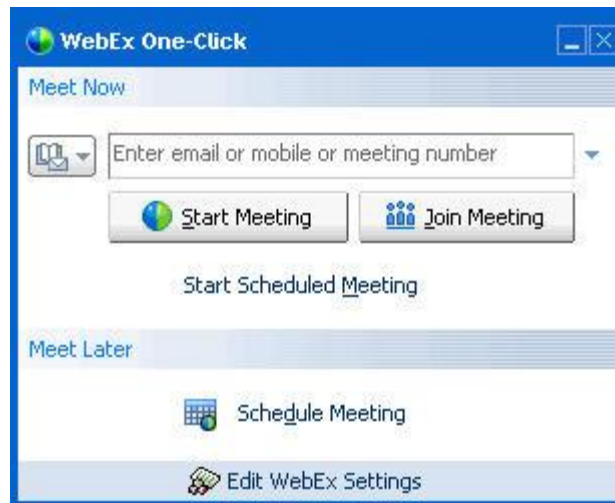 WebEx One-Click
Meet Now
Enter email or mobile or meeting number
Start Meeting Join Meeting
Start Scheduled Meeting
Meet Later
Schedule Meeting
Edit WebEx Settings